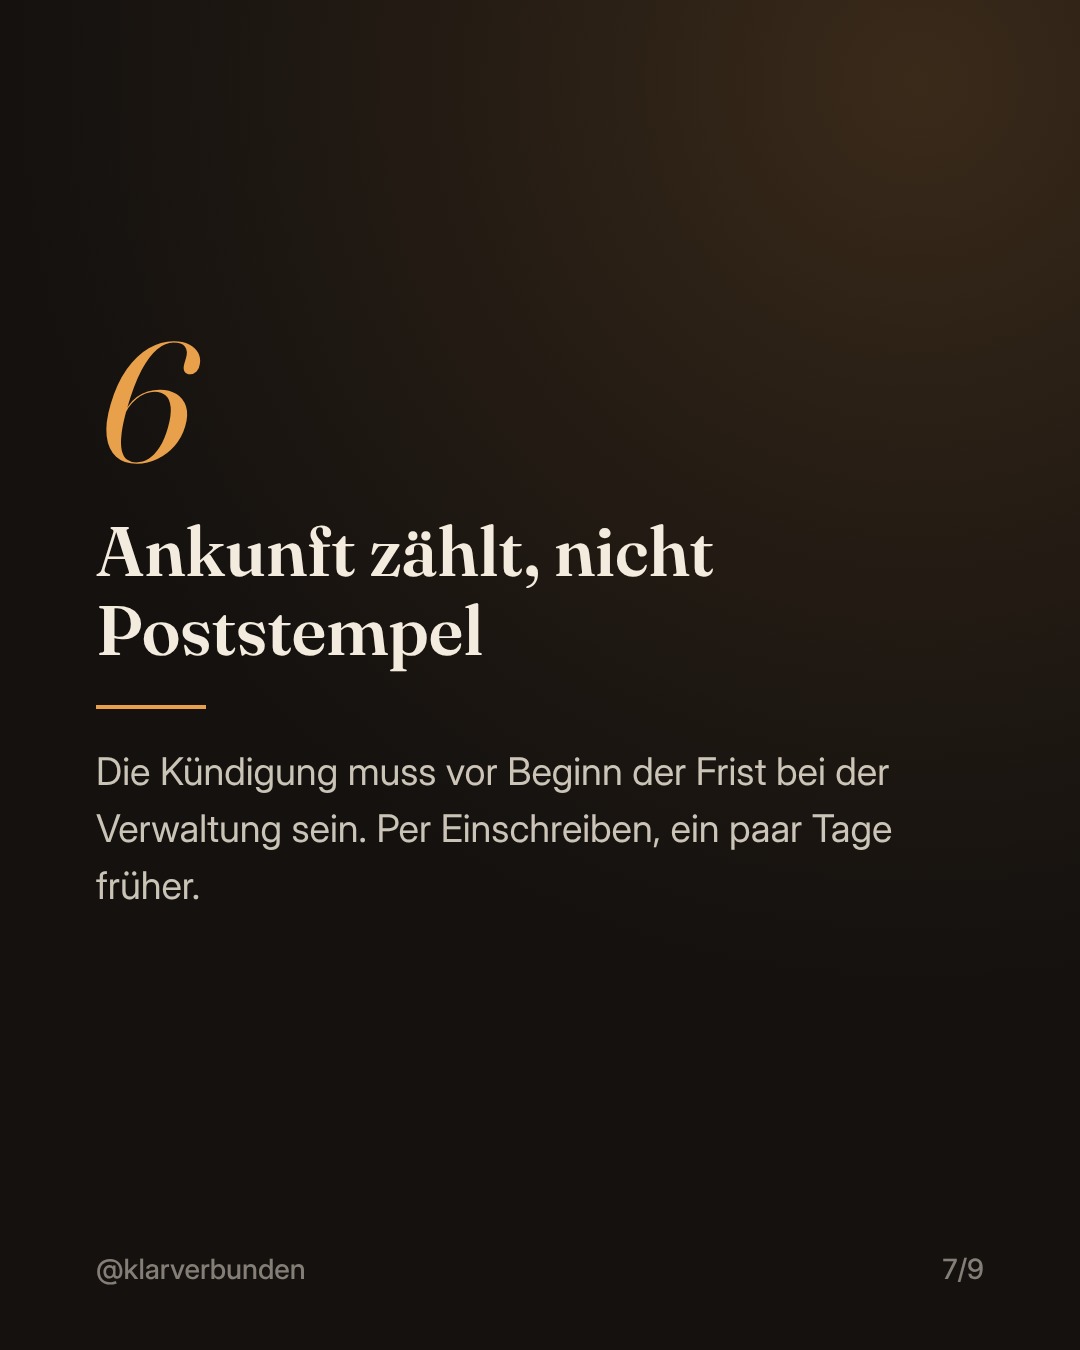 6
Ankunft zählt, nicht
Poststempel
Die Kündigung muss vor Beginn der Frist bei der
Verwaltung sein. Per Einschreiben, ein paar Tage
früher.
@klarverbunden
7/9